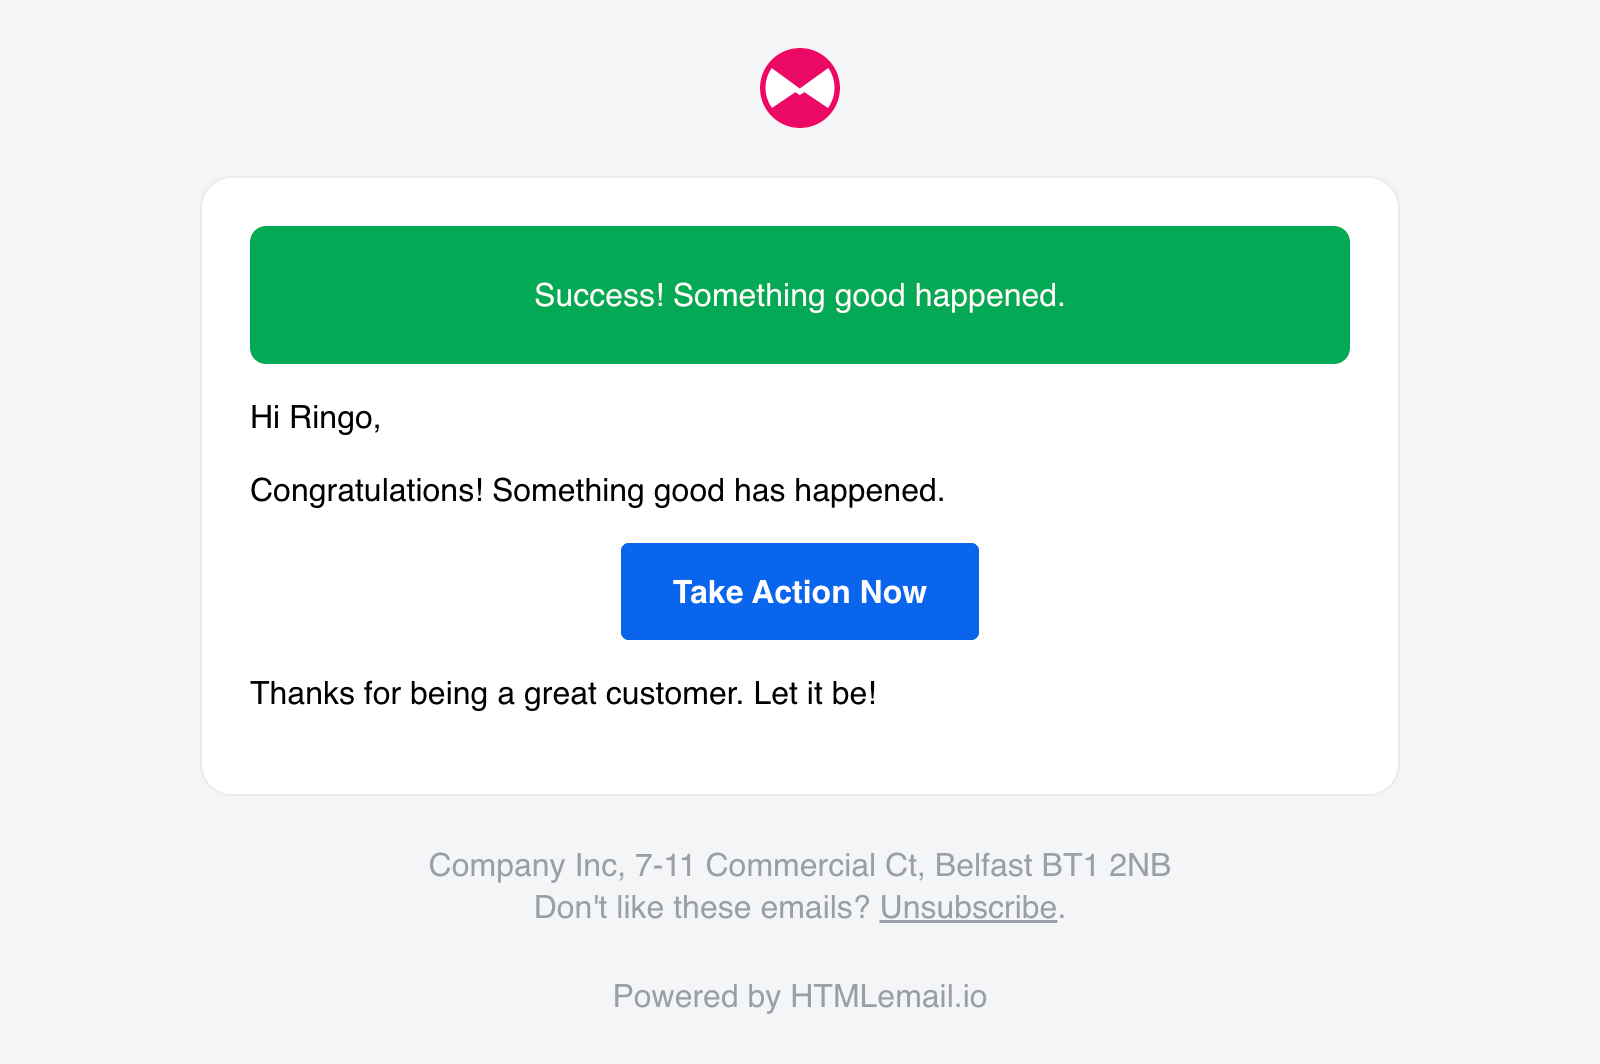 Success! Something good happened.
Hi Ringo,
Congratulations! Something good has happened.
Take Action Now
Thanks for being a great customer. Let it be!
Company Inc, 7-11 Commercial Ct, Belfast BT1 2NB
Don't like these emails? Unsubscribe.
Powered by HTMLemail.io